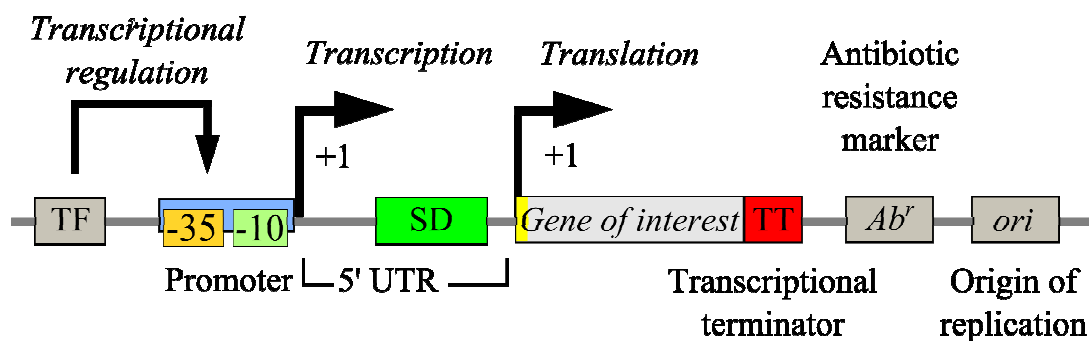 Transcriptional
regulation
Transcription
Translation
Antibiotic
resistance
marker
+1
+1
TF
-35
-10
SD
Gene of interest
TT
Abʳ
ori
Promoter
5' UTR
Transcriptional
terminator
Origin of
replication